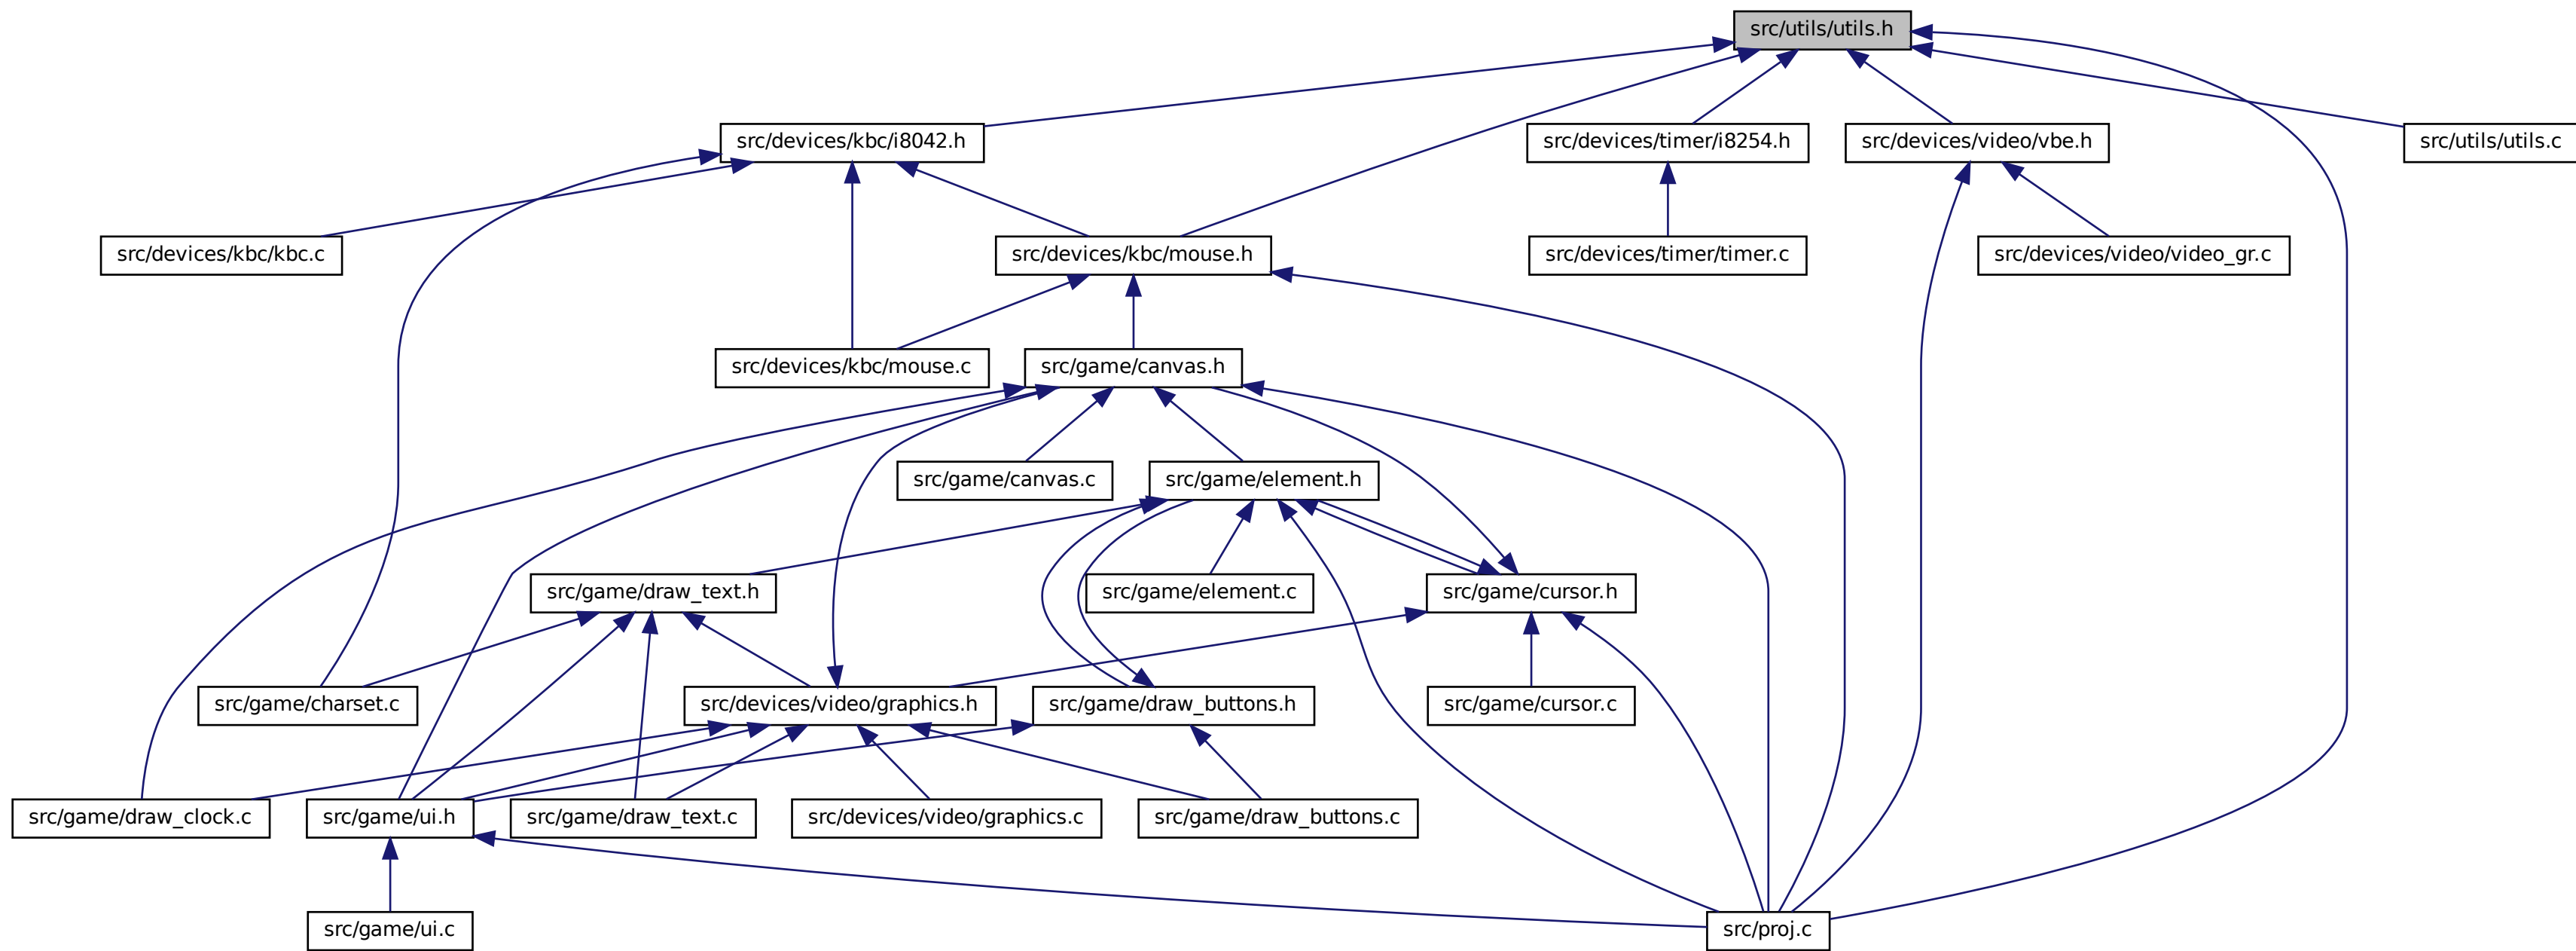 src/utils/utils.h
src/devices/kbc/i8042.h
src/devices/timer/i8254.h
src/devices/video/vbe.h
src/utils/utils.c
src/devices/kbc/kbc.c
src/devices/kbc/mouse.h
src/devices/timer/timer.c
src/devices/video/video_gr.c
src/devices/kbc/mouse.c
src/game/canvas.h
src/game/canvas.c
src/game/element.h
src/game/draw_text.h
src/game/element.c
src/game/cursor.h
src/game/charset.c
src/devices/video/graphics.h
src/game/draw_buttons.h
src/game/cursor.c
src/game/draw_clock.c
src/game/ui.h
src/game/draw_text.c
src/devices/video/graphics.c
src/game/draw_buttons.c
src/game/ui.c
src/proj.c